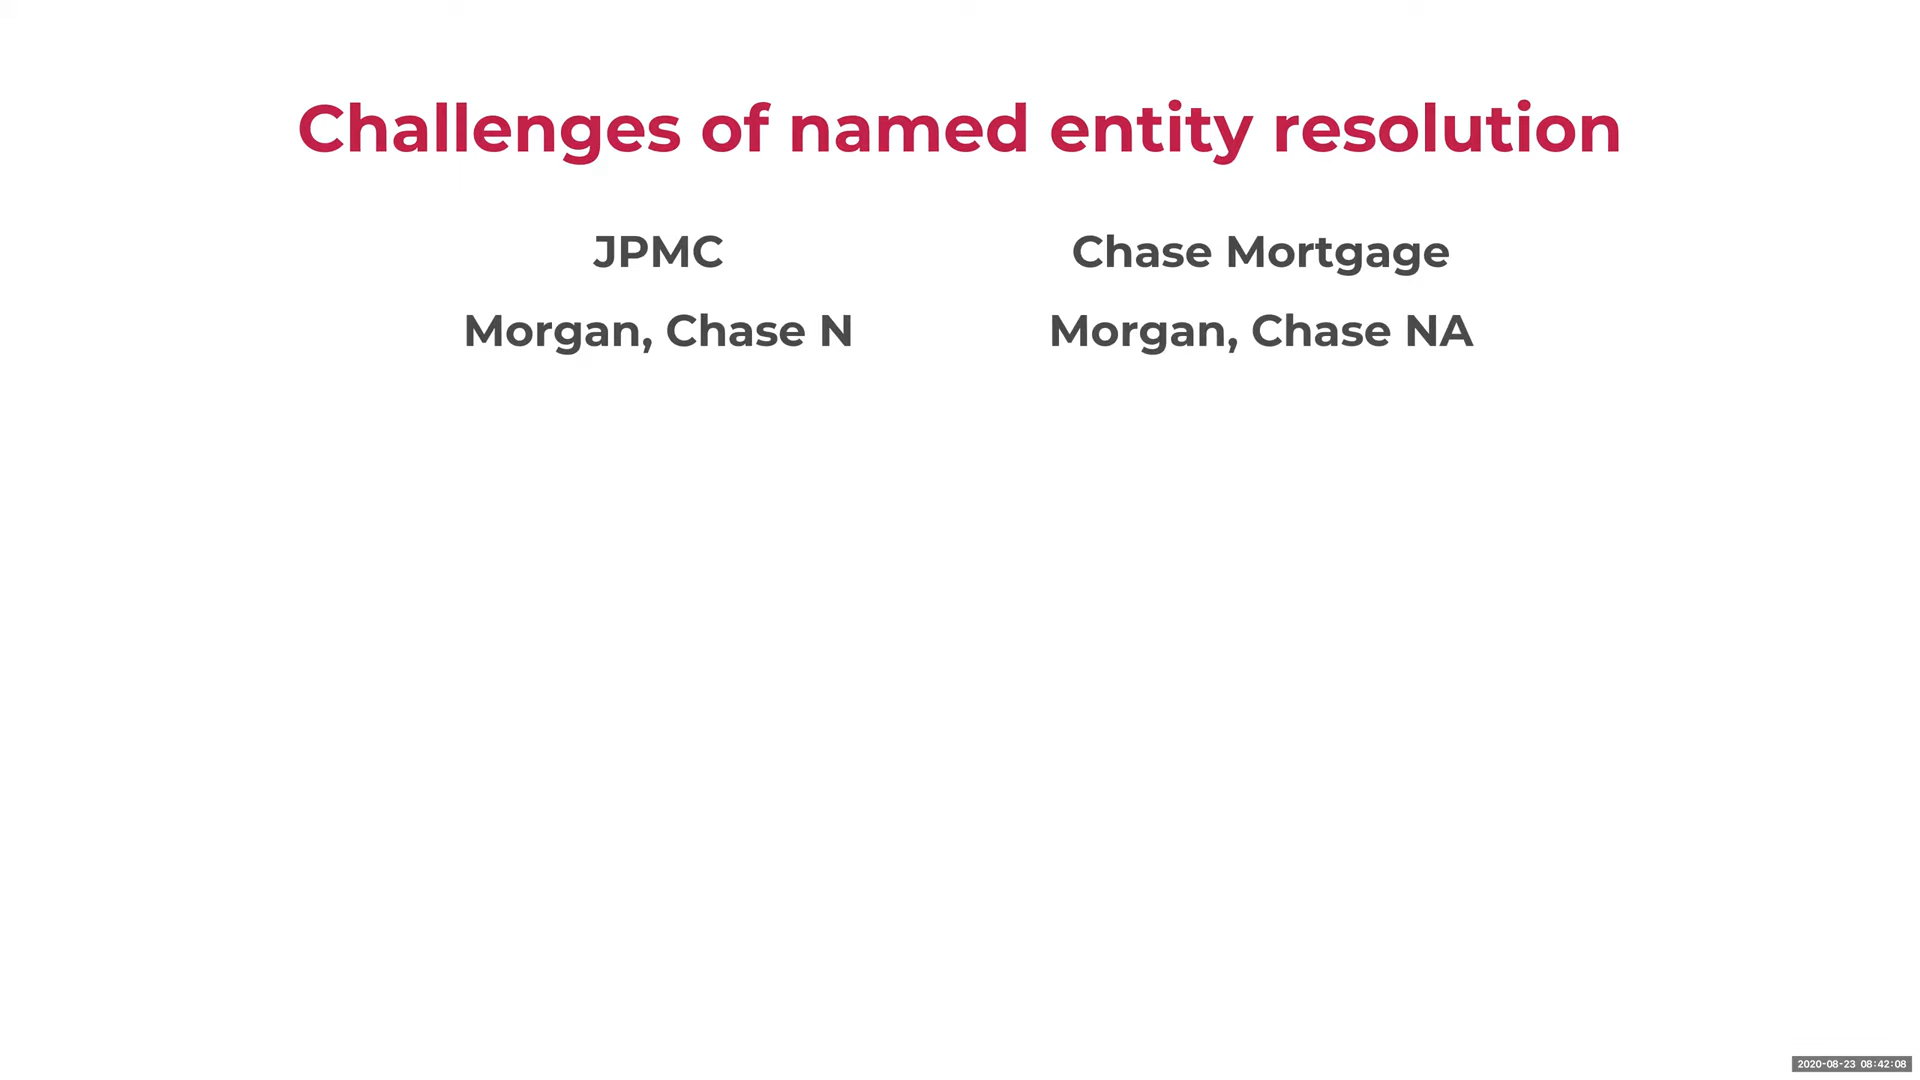 Challenges of named entity resolution
JPMC
Chase Mortgage
Morgan, Chase N
Morgan, Chase NA
2020-08-23 08:42:08